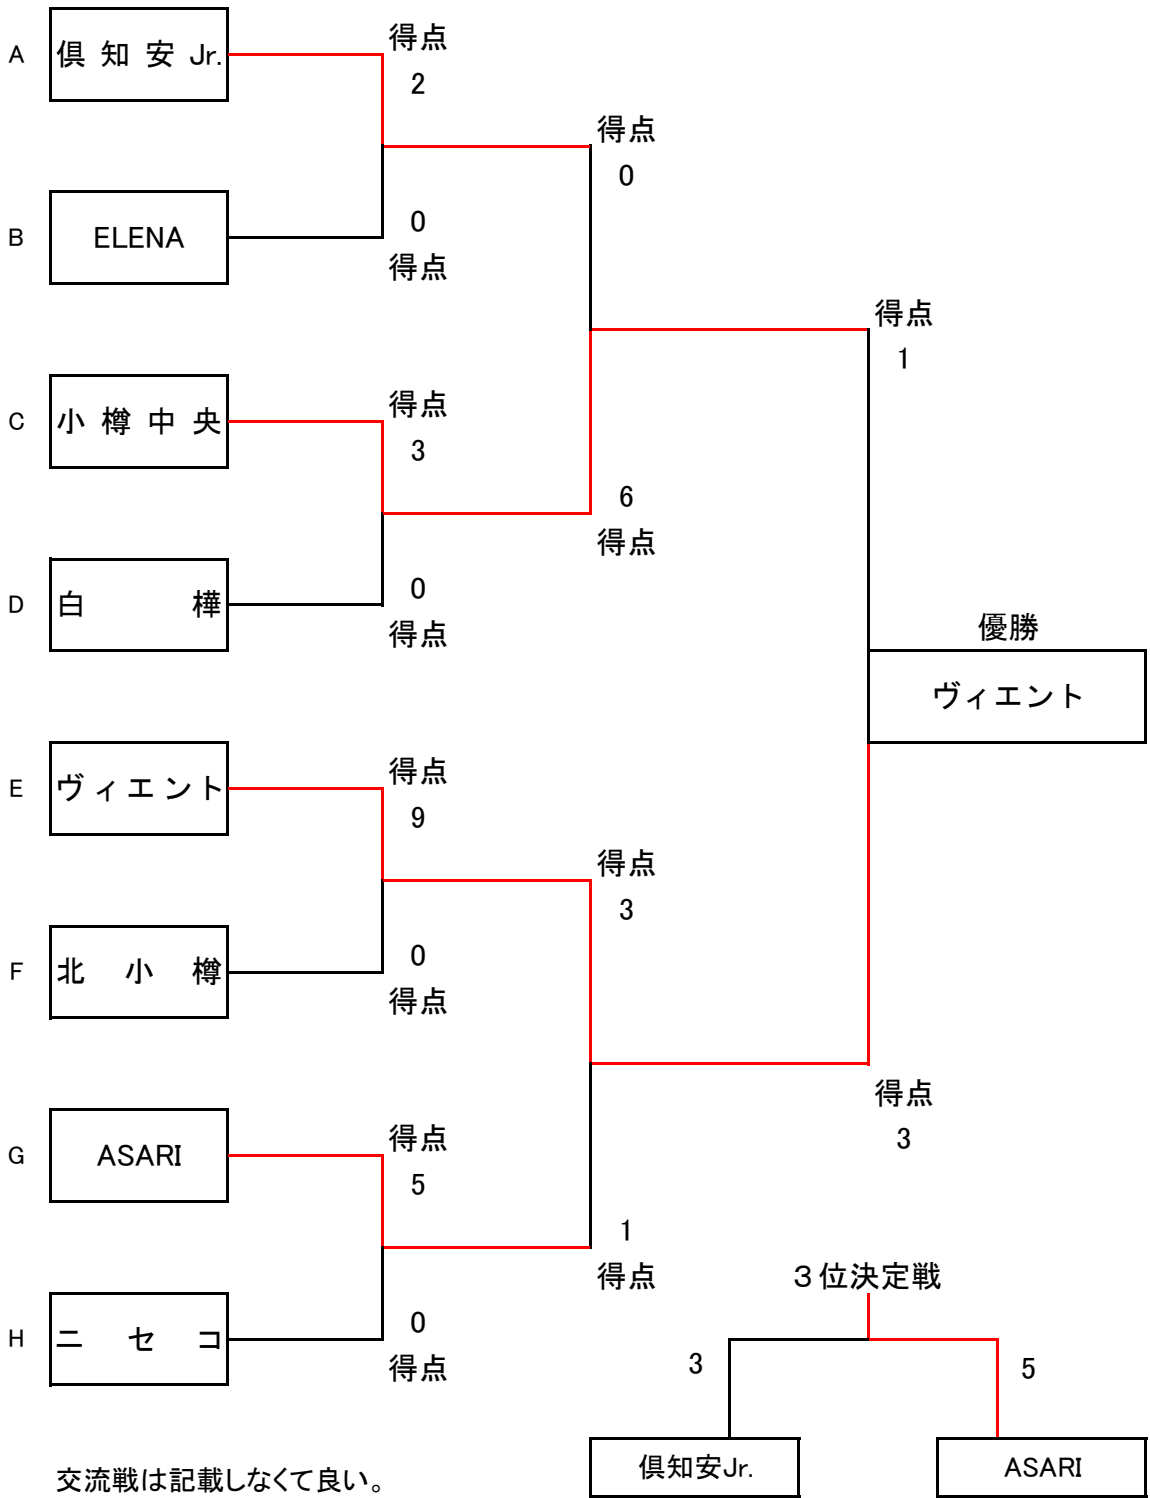 A
倶知安Jr.
得点
2
得点
0
B
ELENA
0
得点
得点
1
C
小樽中央
得点
3
6
得点
D
白樺
0
得点
優勝
ヴィエント
E
ヴィエント
得点
9
得点
3
F
北小樽
0
得点
得点
3
G
ASARI
得点
5
1
得点
H
ニセコ
0
得点
３位決定戦
3
5
倶知安Jr.
ASARI
交流戦は記載しなくて良い。